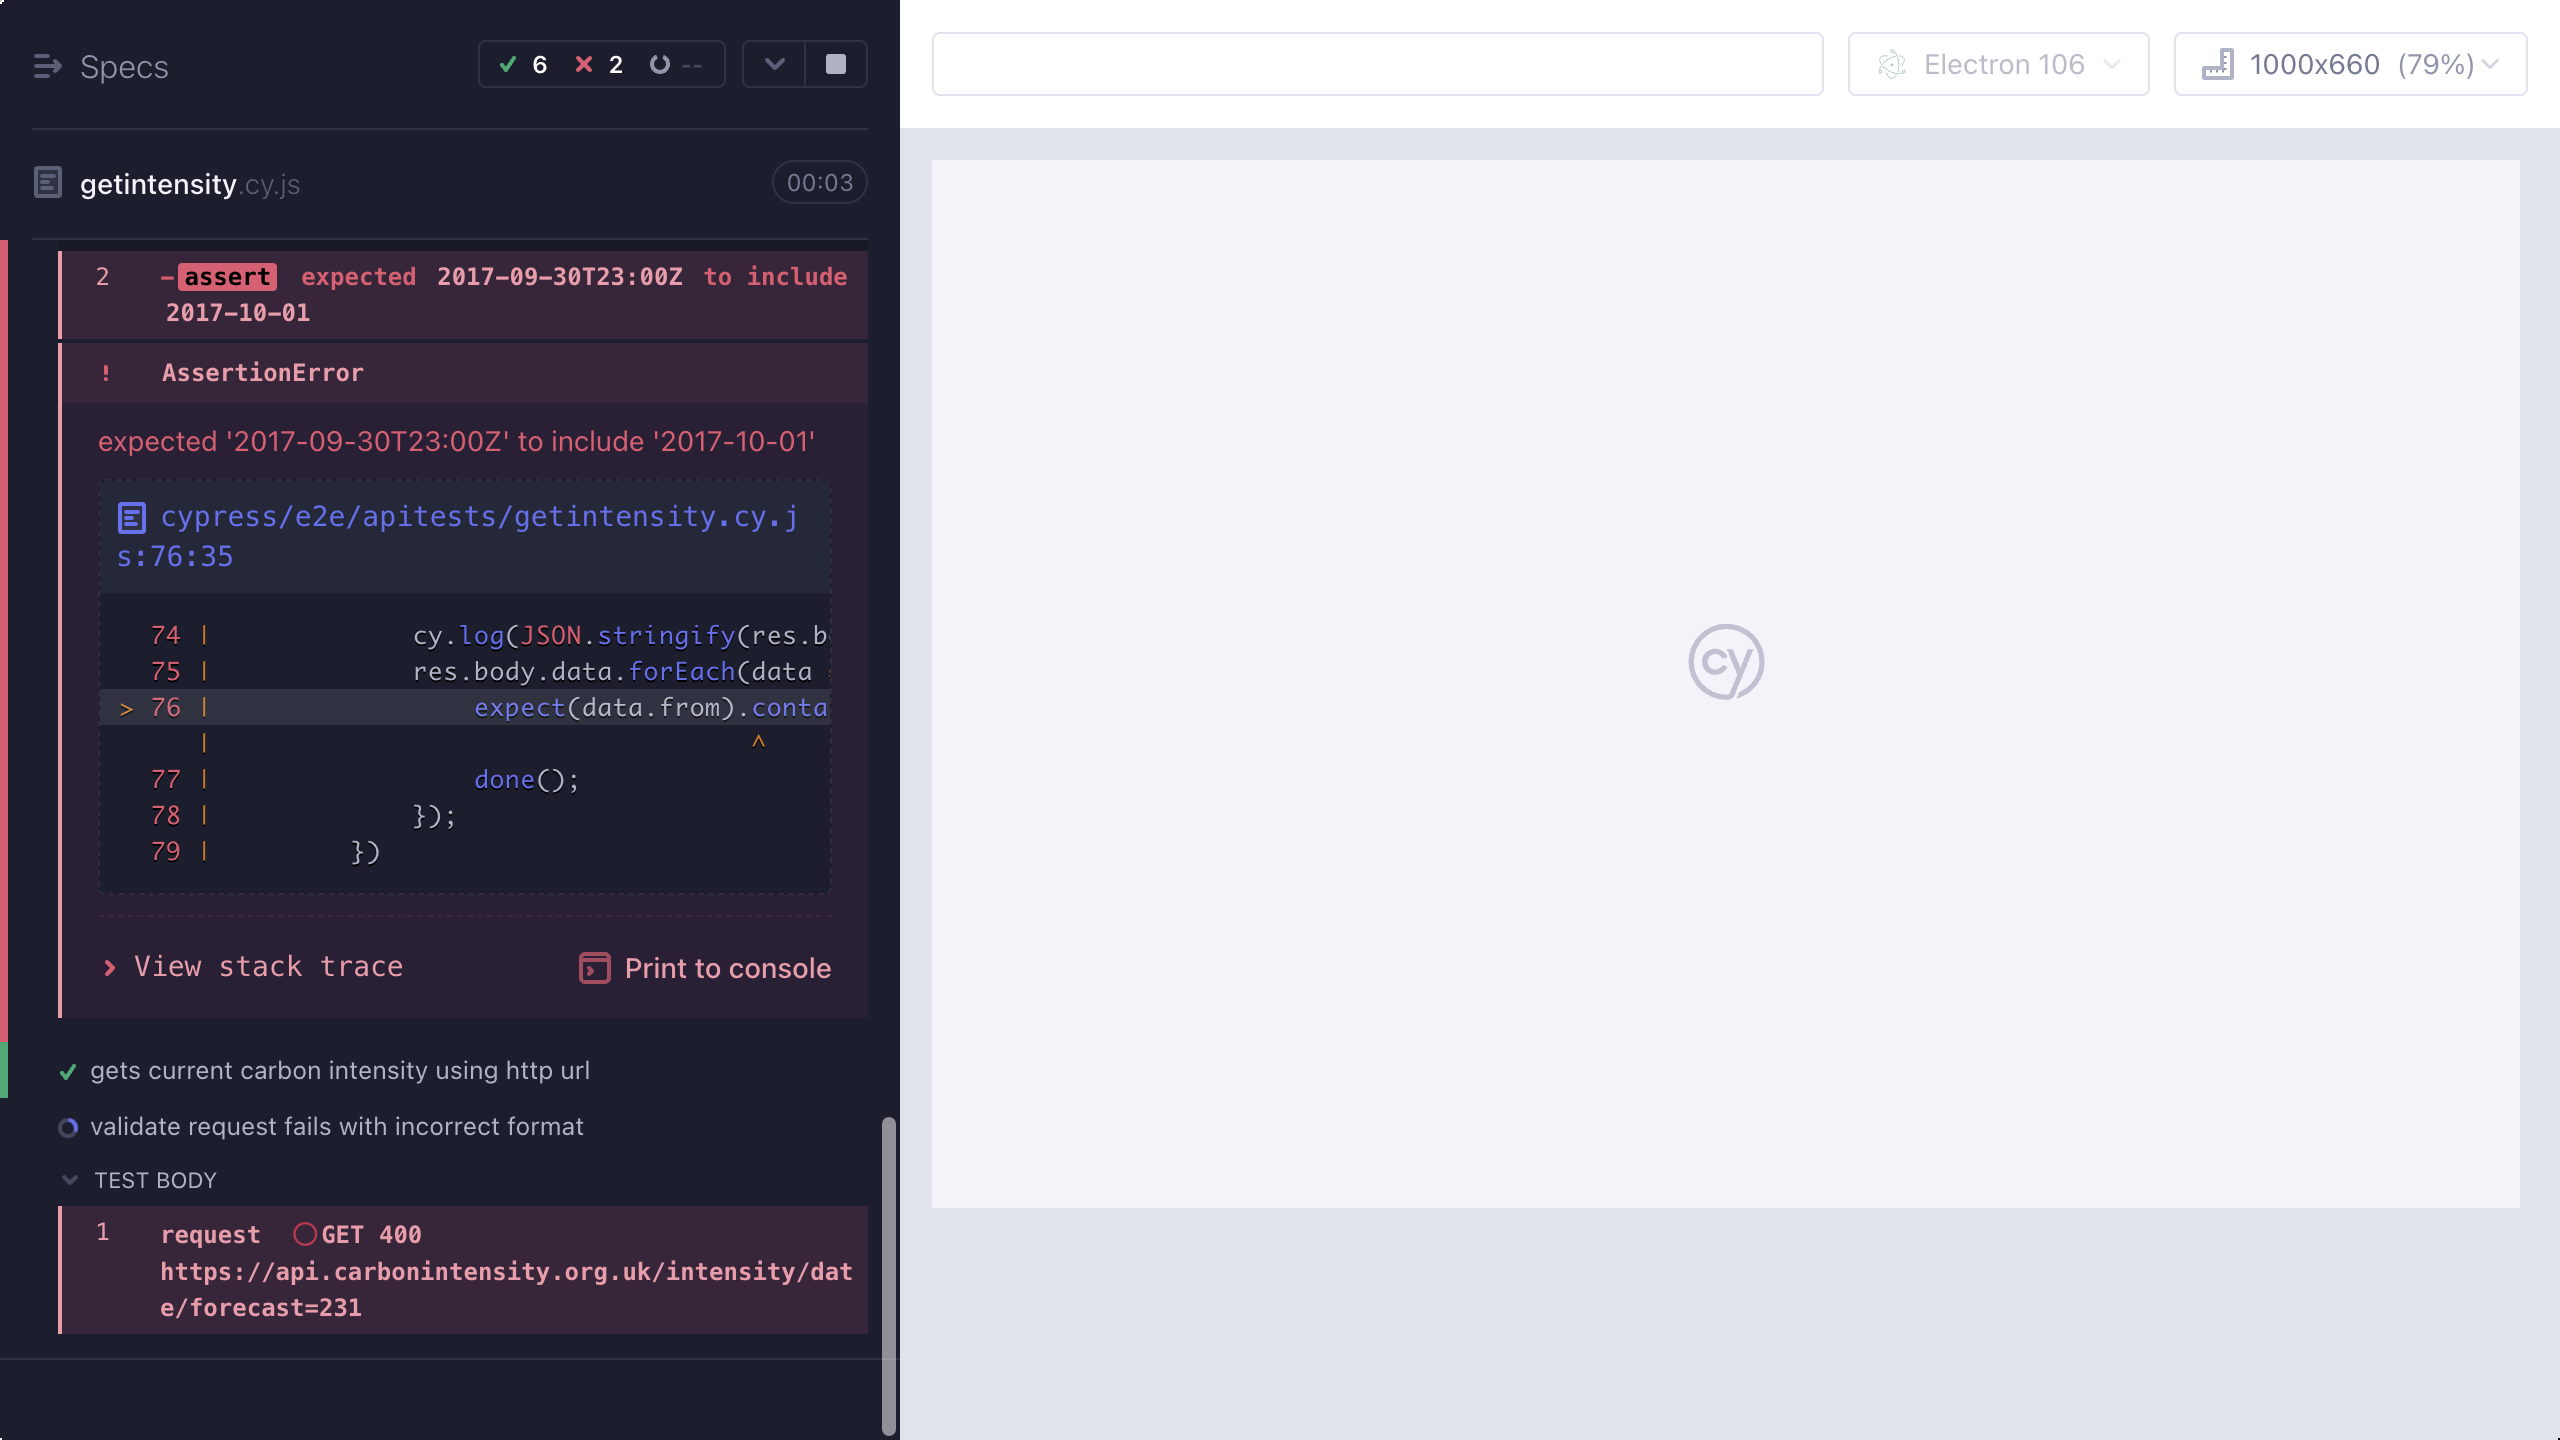 Specs
6 2 --
getintensity.cy.js
00:03
2 -assert expected 2017-09-30T23:00Z to include
2017-10-01
! AssertionError
expected '2017-09-30T23:00Z' to include '2017-10-01'
cypress/e2e/apitests/getintensity.cy.j
s:76:35
74 | cy.log(JSON.stringify(res.b
75 | res.body.data.forEach(data
> 76 | expect(data.from).conta
| ^
77 | done();
78 | });
79 | })
View stack trace
Print to console
gets current carbon intensity using http url
validate request fails with incorrect format
TEST BODY
1 request GET 400
https://api.carbonintensity.org.uk/intensity/dat
e/forecast=231
Electron 106
1000x660 (79%)
cy